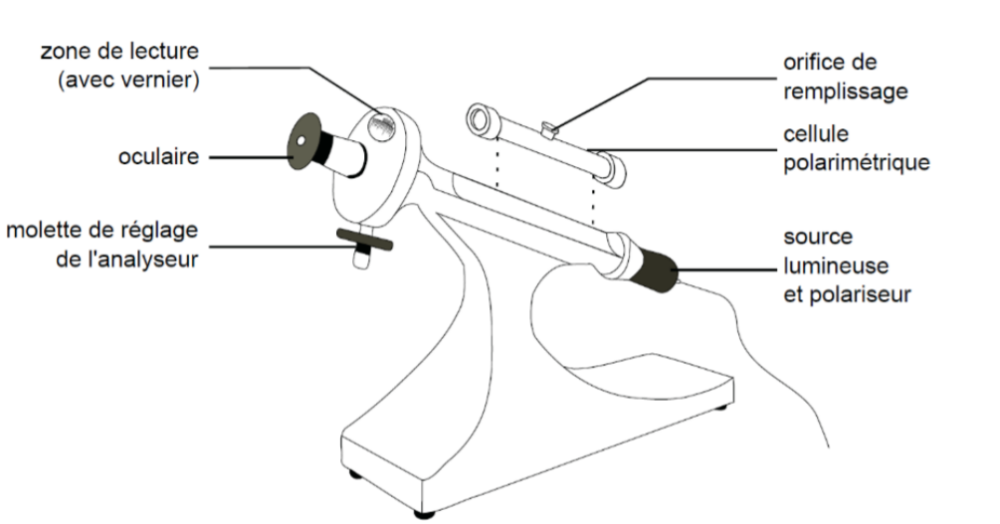 zone de lecture
(avec vernier)
oculaire
molette de réglage
de l'analyseur
orifice de
remplissage
cellule
polarimétrique
source
lumineuse
et polariseur